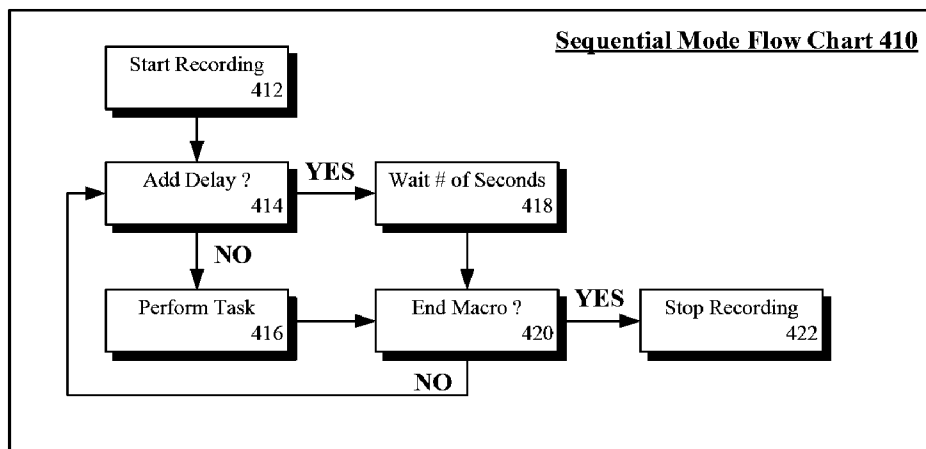 Sequential Mode Flow Chart 410
Start Recording
412
Add Delay ?
414
YES
Wait # of Seconds
418
NO
Perform Task
416
End Macro ?
420
YES
Stop Recording
422
NO